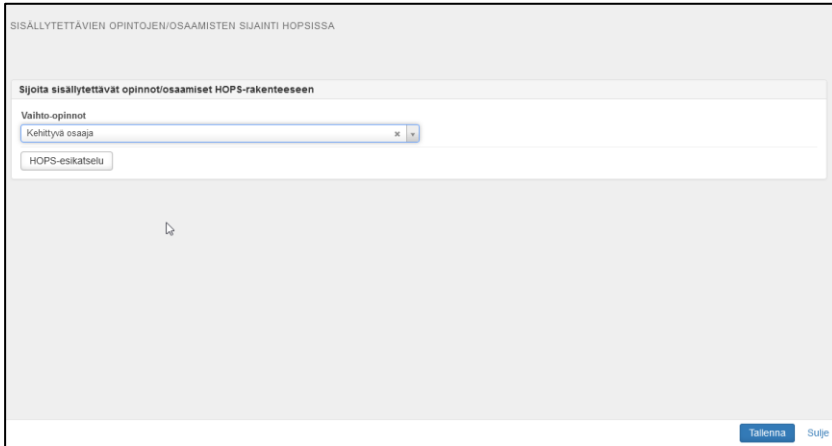 SISÄLLYTETTÄVIEN OPINTOJEN/OSAAMISTEN SIJAINTI HOPSISSA
Sijoita sisällytettävät opinnot/osaamiset HOPS-rakenteeseen
Vaihto-opinnot
Kehittyvä osaaja
HOPS-esikatselu
Tallenna Sulje